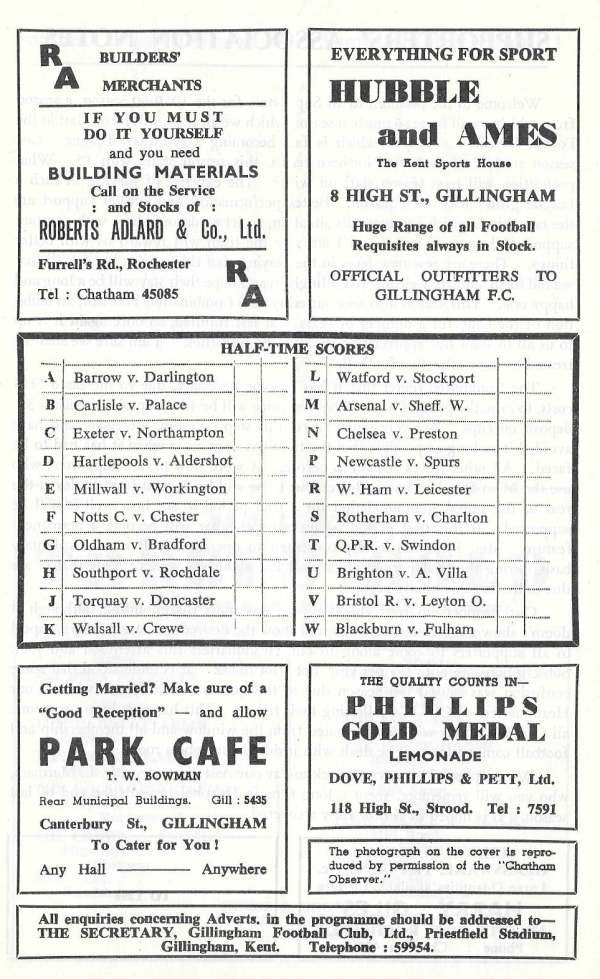 R A
BUILDERS'
MERCHANTS
IF YOU MUST
DO IT YOURSELF
and you need
BUILDING MATERIALS
Call on the Service
: and Stocks of
ROBERTS ADLARD & Co., Ltd.
Furrell's Rd., Rochester
Tel : Chatham 45085
R A
EVERYTHING FOR SPORT
HUBBLE
and AMES
The Kent Sports House
8 HIGH ST., GILLINGHAM
Huge Range of all Football
Requisites always in Stock.
OFFICIAL OUTFITTERS TO
GILLINGHAM F.C.
HALF-TIME SCORES
A Barrow v. Darlington
B Carlisle v. Palace
C Exeter v. Northampton
D Hartlepools v. Aldershot
E Millwall v. Workington
F Notts C. v. Chester
G Oldham v. Bradford
H Southport v. Rochdale
J Torquay v. Doncaster
K Walsall v. Crewe
L Watford v. Stockport
M Arsenal v. Sheff. W.
N Chelsea v. Preston
P Newcastle v. Spurs
R W. Ham v. Leicester
S Rotherham v. Charlton
T Q.P.R. v. Swindon
U Brighton v. A. Villa
V Bristol R. v. Leyton O.
W Blackburn v. Fulham
Getting Married? Make sure of a
"Good Reception" — and allow
PARK CAFE
T. W. BOWMAN
Rear Municipal Buildings. Gill : 5435
Canterbury St., GILLINGHAM
To Cater for You !
Any Hall —— Anywhere
THE QUALITY COUNTS IN—
PHILLIPS
GOLD MEDAL
LEMONADE
DOVE, PHILLIPS & PETT, Ltd.
118 High St., Strood. Tel : 7591
The photograph on the cover is repro-
duced by permission of the "Chatham
Observer."
All enquiries concerning Adverts. in the programme should be addressed to—
THE SECRETARY, Gillingham Football Club, Ltd., Priestfield Stadium,
Gillingham, Kent. Telephone : 59954.